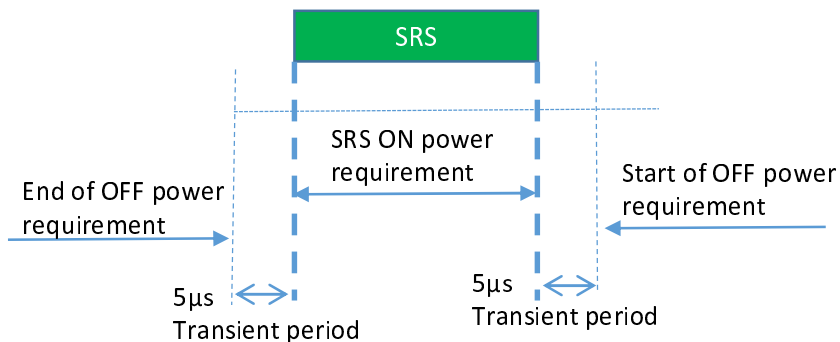 SRS
SRS ON power
requirement
End of OFF power
requirement
Start of OFF power
requirement
5µs
Transient period
5µs
Transient period